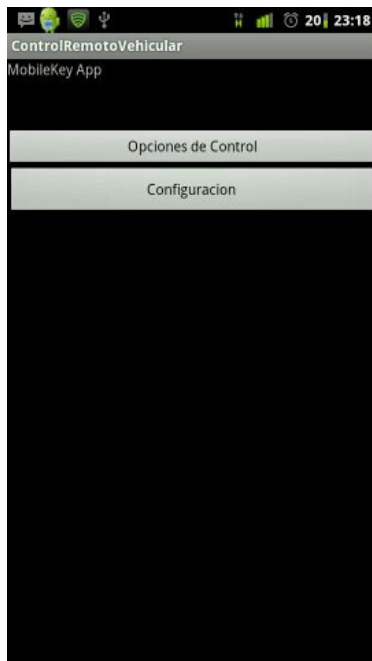 20 23:18
ControlRemotoVehicular
MobileKey App
Opciones de Control
Configuracion